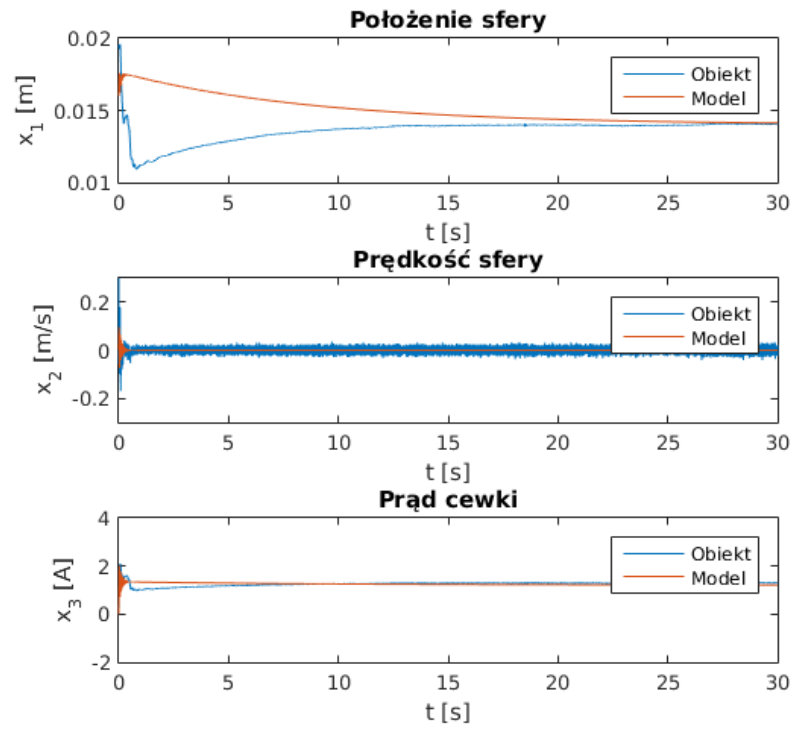 Położenie sfery
0.02
0.015
0.01
x1 [m]
Obiekt
Model
0 5 10 15 20 25 30
t [s]
Prędkość sfery
0.2
0
-0.2
x2 [m/s]
Obiekt
Model
0 5 10 15 20 25 30
t [s]
Prąd cewki
4
2
0
-2
x3 [A]
Obiekt
Model
0 5 10 15 20 25 30
t [s]